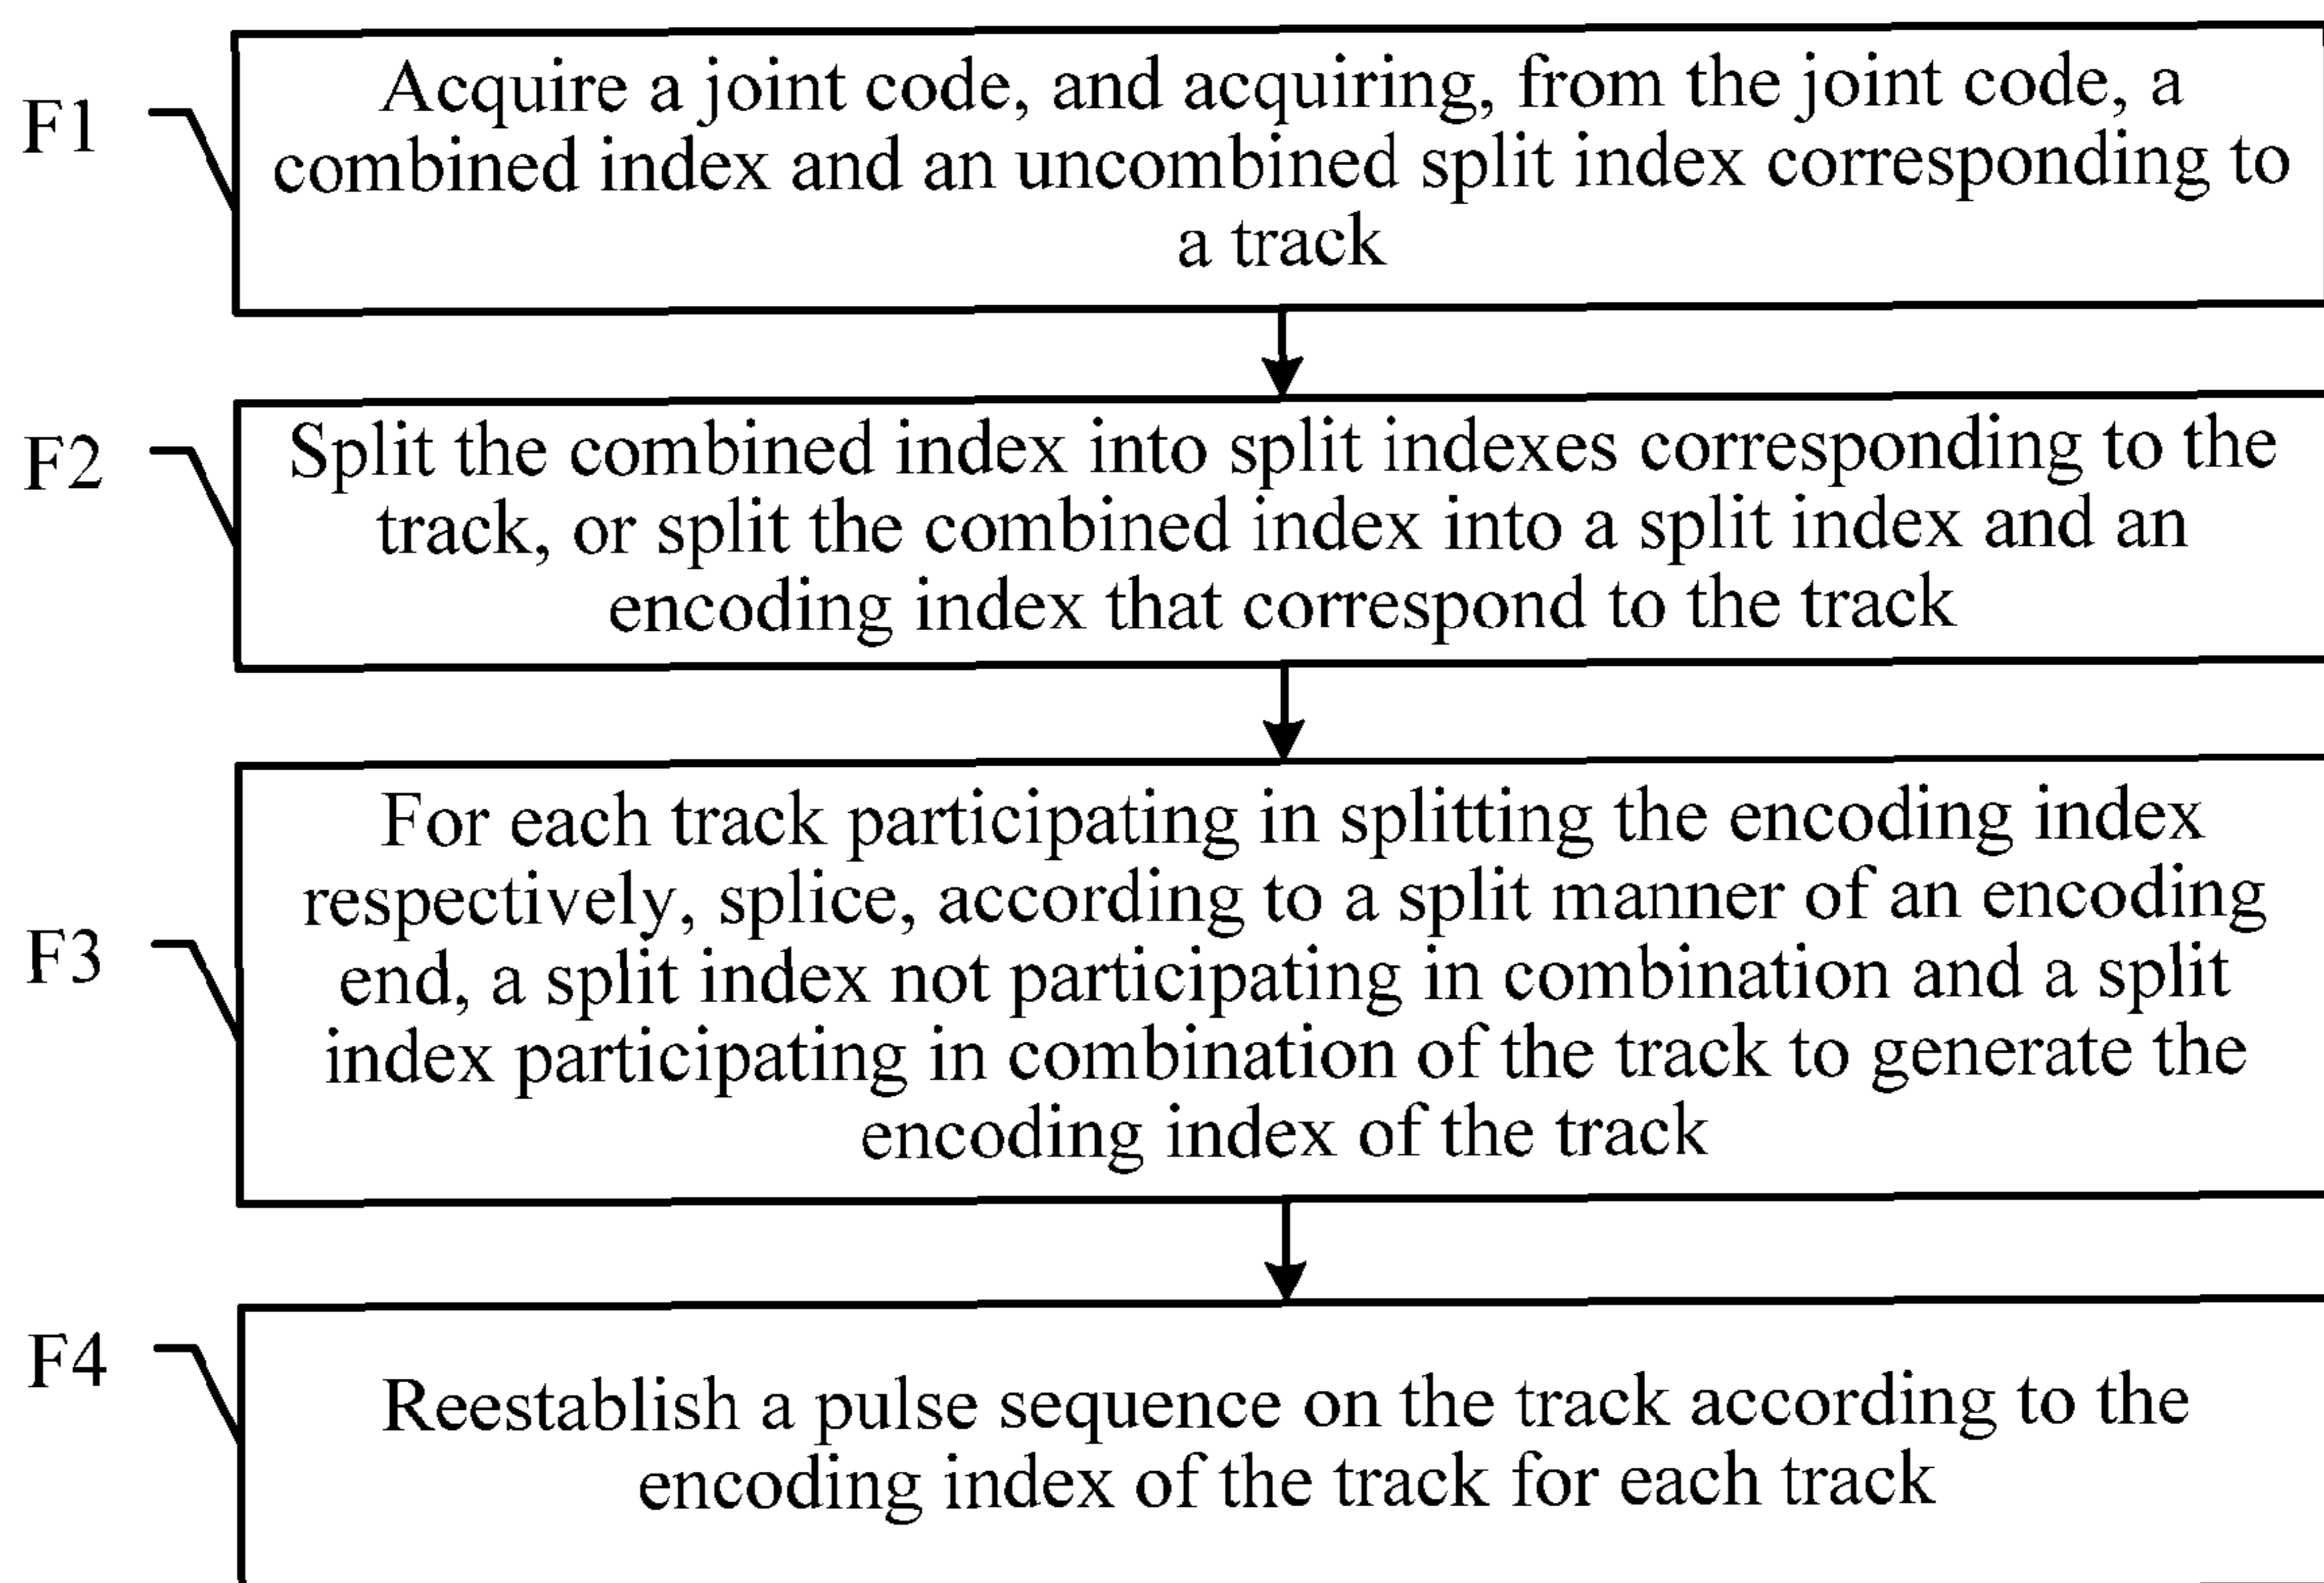 F1
Acquire a joint code, and acquiring, from the joint code, a
combined index and an uncombined split index corresponding to
a track
F2
Split the combined index into split indexes corresponding to the
track, or split the combined index into a split index and an
encoding index that correspond to the track
F3
For each track participating in splitting the encoding index
respectively, splice, according to a split manner of an encoding
end, a split index not participating in combination and a split
index participating in combination of the track to generate the
encoding index of the track
F4
Reestablish a pulse sequence on the track according to the
encoding index of the track for each track